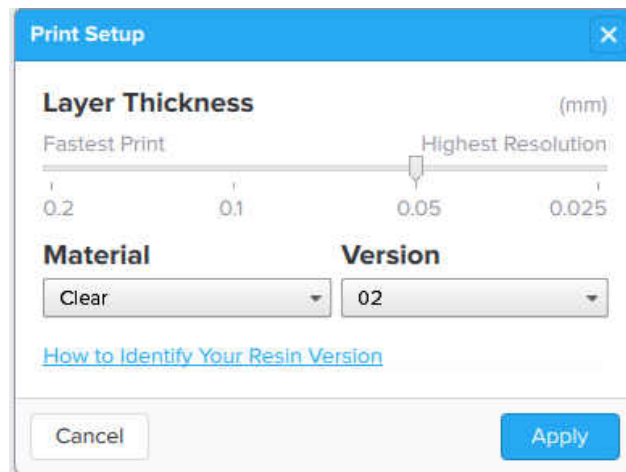 Print Setup
Layer Thickness (mm)
Fastest Print Highest Resolution
0.2 0.1 0.05 0.025
Material Version
Clear 02
How to Identify Your Resin Version
Cancel Apply